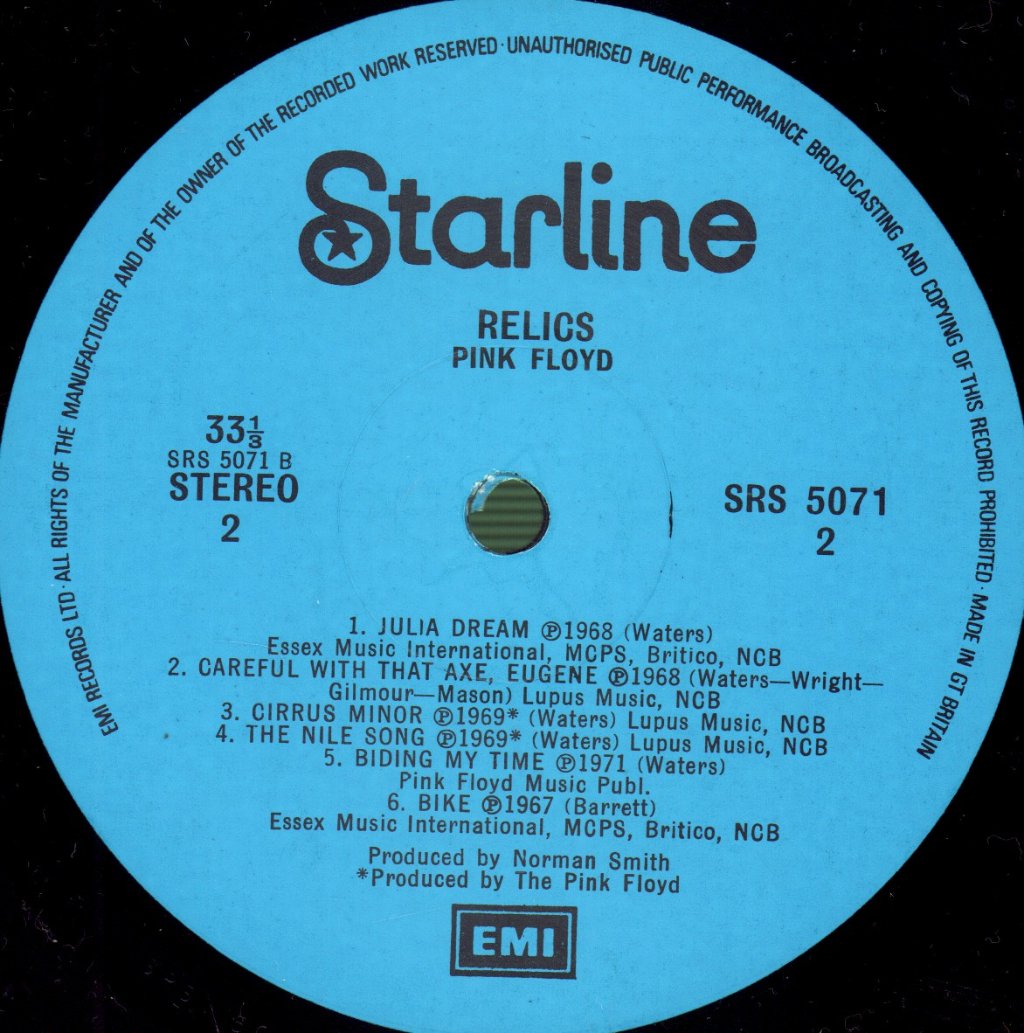 EMI RECORDS LTD · ALL RIGHTS OF THE MANUFACTURER AND OF THE OWNER OF THE RECORDED WORK RESERVED · UNAUTHORISED PUBLIC PERFORMANCE BROADCASTING AND COPYING OF THIS RECORD PROHIBITED · MADE IN GT BRITAIN
Starline
RELICS
PINK FLOYD
33⅓
SRS 5071 B
STEREO
2
SRS 5071
2
1. JULIA DREAM ℗1968 (Waters)
Essex Music International, MCPS, Britico, NCB
2. CAREFUL WITH THAT AXE, EUGENE ℗1968 (Waters—Wright—
Gilmour—Mason) Lupus Music, NCB
3. CIRRUS MINOR ℗1969* (Waters) Lupus Music, NCB
4. THE NILE SONG ℗1969* (Waters) Lupus Music, NCB
5. BIDING MY TIME ℗1971 (Waters)
Pink Floyd Music Publ.
6. BIKE ℗1967 (Barrett)
Essex Music International, MCPS, Britico, NCB
Produced by Norman Smith
*Produced by The Pink Floyd
EMI